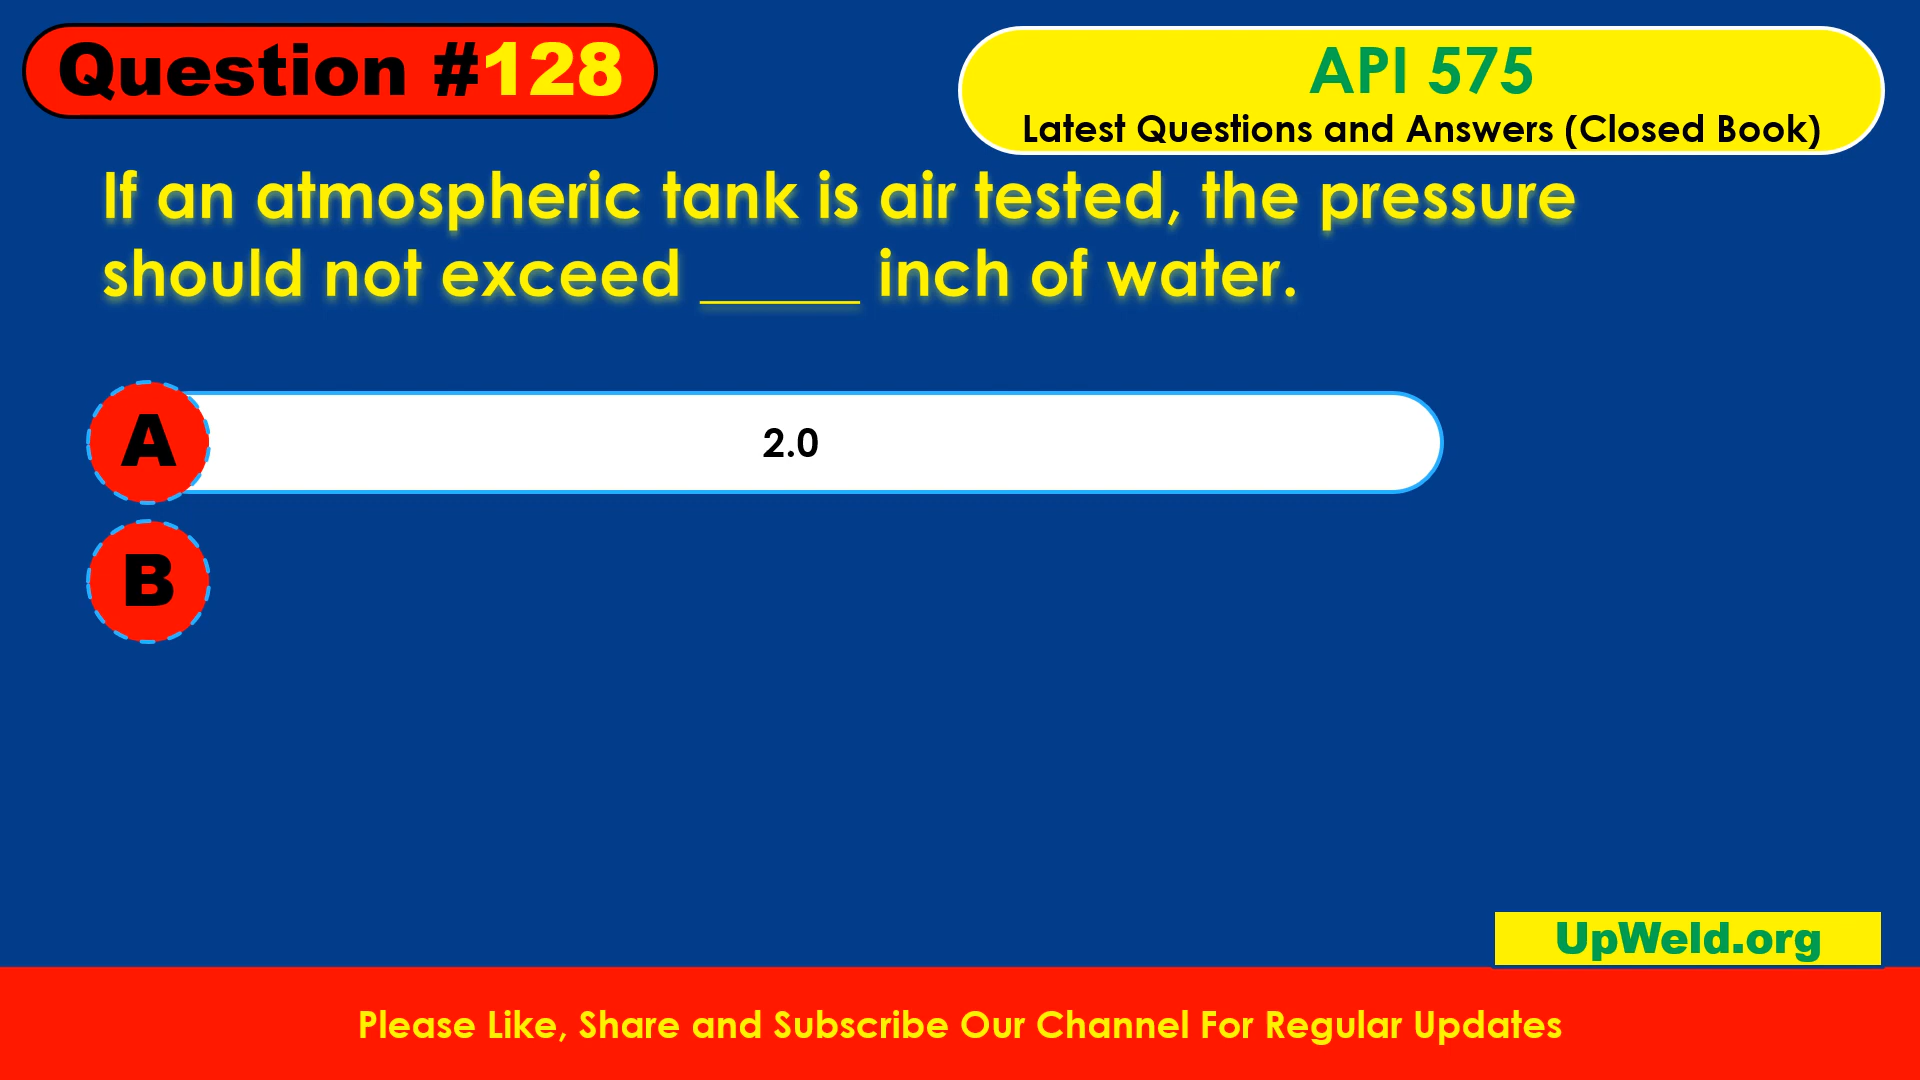 Question #128
API 575
Latest Questions and Answers (Closed Book)
If an atmospheric tank is air tested, the pressure
should not exceed _____ inch of water.
A
2.0
B
UpWeld.org
Please Like, Share and Subscribe Our Channel For Regular Updates